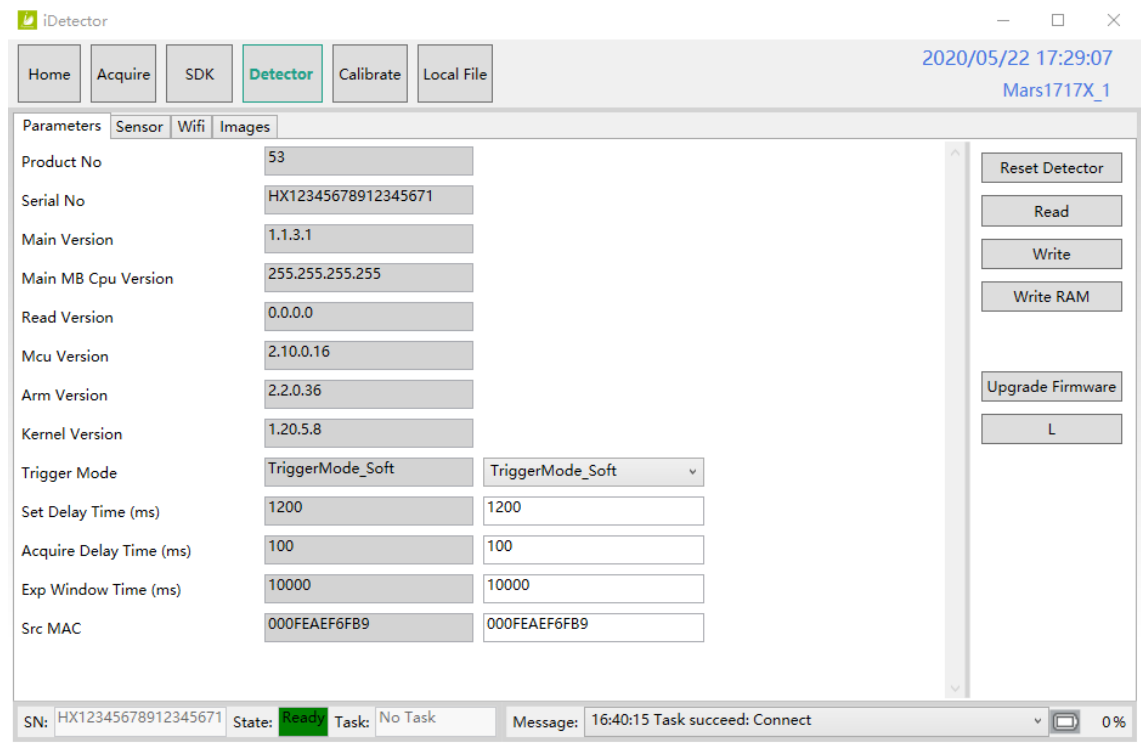 iDetector
Home Acquire SDK Detector Calibrate Local File
2020/05/22 17:29:07
Mars1717X_1
Parameters Sensor Wifi Images
Product No 53
Serial No HX12345678912345671
Main Version 1.1.3.1
Main MB Cpu Version 255.255.255.255
Read Version 0.0.0.0
Mcu Version 2.10.0.16
Arm Version 2.2.0.36
Kernel Version 1.20.5.8
Trigger Mode TriggerMode_Soft TriggerMode_Soft
Set Delay Time (ms) 1200 1200
Acquire Delay Time (ms) 100 100
Exp Window Time (ms) 10000 10000
Src MAC 000FEAEF6FB9 000FEAEF6FB9
Reset Detector
Read
Write
Write RAM
Upgrade Firmware
L
SN: HX12345678912345671 State: Ready Task: No Task Message: 16:40:15 Task succeed: Connect 0%